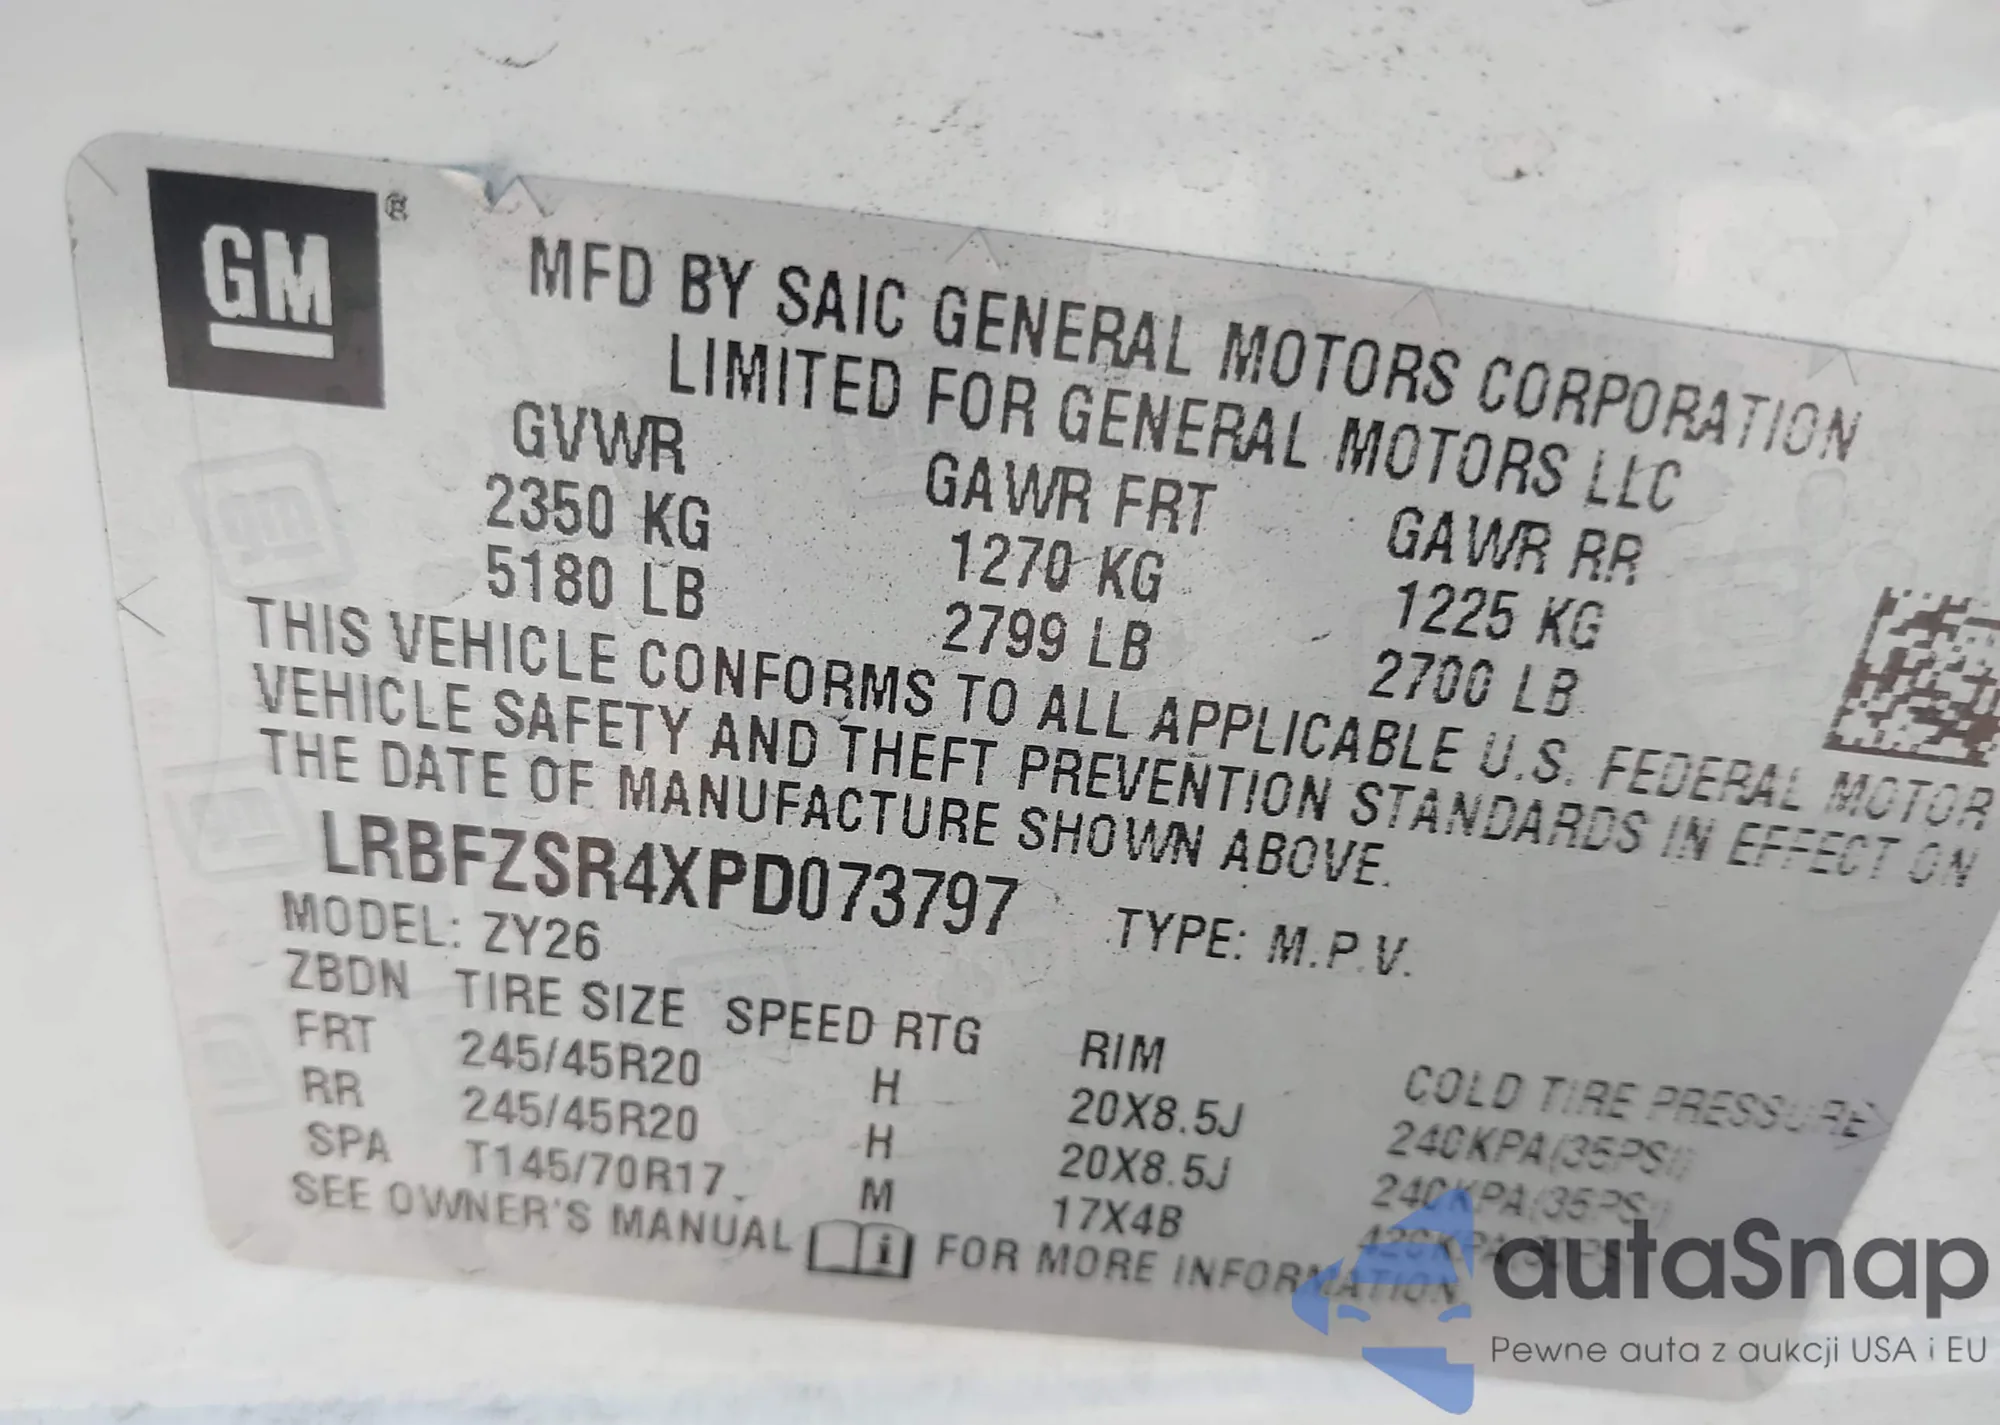 GM ®
MFD BY SAIC GENERAL MOTORS CORPORATION
LIMITED FOR GENERAL MOTORS LLC
GVWR GAWR FRT GAWR RR
2350 KG 1270 KG 1225 KG
5180 LB 2799 LB 2700 LB
THIS VEHICLE CONFORMS TO ALL APPLICABLE U.S. FEDERAL MOTOR
VEHICLE SAFETY AND THEFT PREVENTION STANDARDS IN EFFECT ON
THE DATE OF MANUFACTURE SHOWN ABOVE.
LRBFZSR4XPD073797 TYPE: M.P.V.
MODEL: ZY26
ZBDN TIRE SIZE SPEED RTG RIM COLD TIRE PRESSURE
FRT 245/45R20 H 20X8.5J 240KPA(35PSI)
RR 245/45R20 H 20X8.5J 240KPA(35PSI)
SPA T145/70R17 M 17X4B 420KPA(60PSI)
SEE OWNER'S MANUAL i FOR MORE INFORMATION.
autaSnap
Pewne auta z aukcji USA i EU